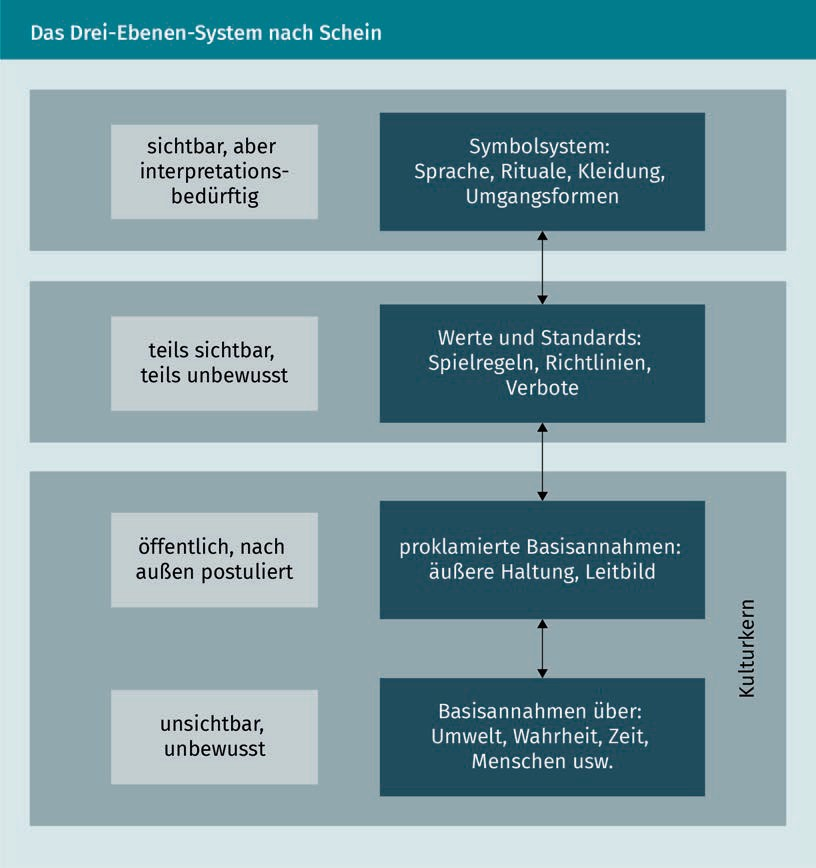 Das Drei-Ebenen-System nach Schein
sichtbar, aber
interpretations-
bedürftig
Symbolsystem:
Sprache, Rituale, Kleidung,
Umgangsformen
teils sichtbar,
teils unbewusst
Werte und Standards:
Spielregeln, Richtlinien,
Verbote
öffentlich, nach
außen postuliert
proklamierte Basisannahmen:
äußere Haltung, Leitbild
Kulturkern
unsichtbar,
unbewusst
Basisannahmen über:
Umwelt, Wahrheit, Zeit,
Menschen usw.